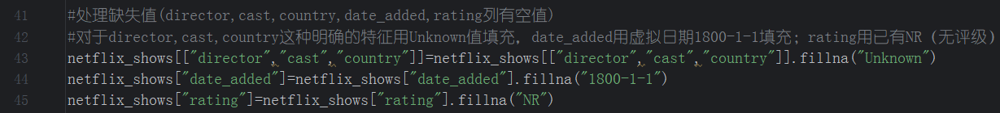 41 #处理缺失值(director,cast,country,date_added,rating列有空值)
42 #对于director,cast,country这种明确的特征用Unknown值填充，date_added用虚拟日期1800-1-1填充；rating用已有NR（无评级）
43 netflix_shows[["director","cast","country"]]=netflix_shows[["director","cast","country"]].fillna("Unknown")
44 netflix_shows["date_added"]=netflix_shows["date_added"].fillna("1800-1-1")
45 netflix_shows["rating"]=netflix_shows["rating"].fillna("NR")